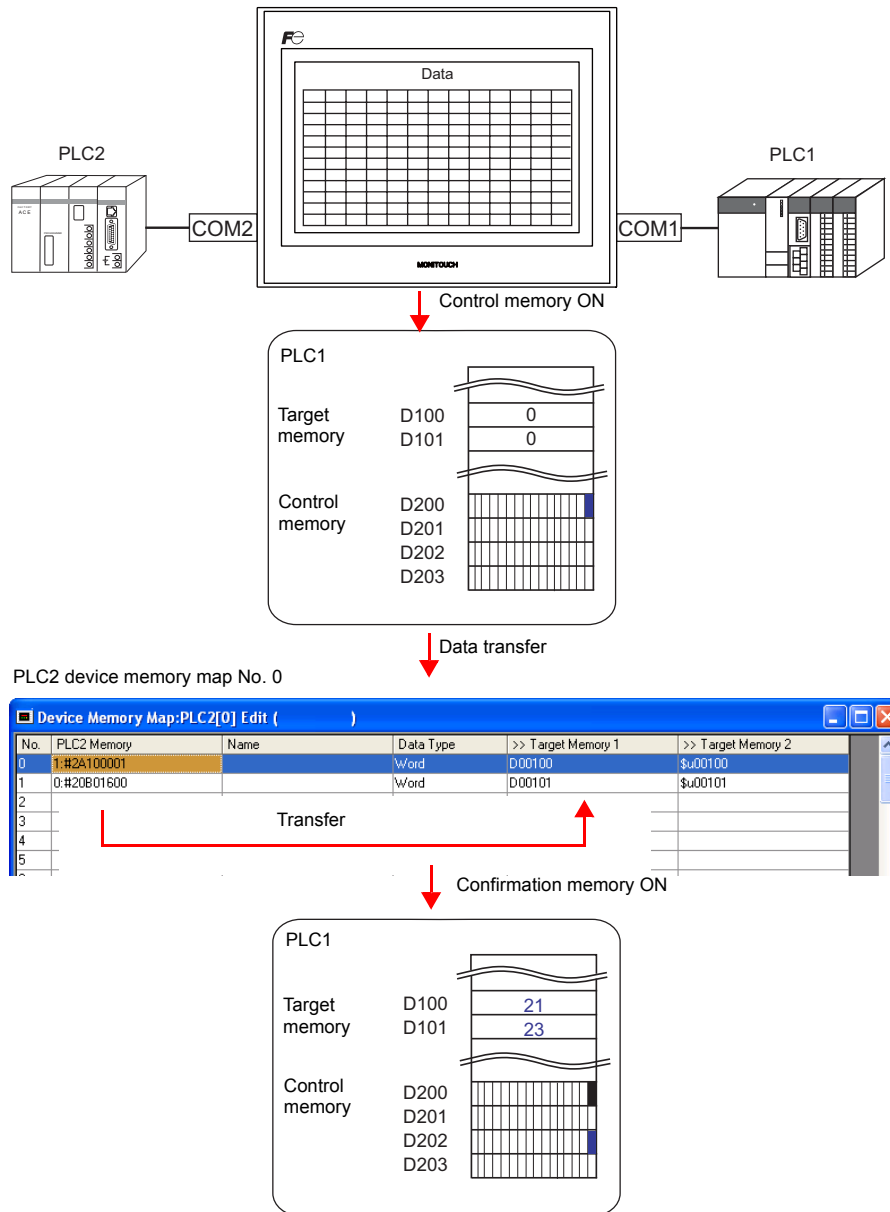 Fe
Data
PLC2
PLC1
ACE
COM2
COM1
MONITOUCH
Control memory ON
PLC1
Target memory
D100 0
D101 0
Control memory
D200
D201
D202
D203
Data transfer
PLC2 device memory map No. 0
Device Memory Map:PLC2[0] Edit ( )
No. PLC2 Memory Name Data Type >> Target Memory 1 >> Target Memory 2
0 1:#2A100001 Word D00100 $u00100
1 0:#20B01600 Word D00101 $u00101
2
3
Transfer
4
5
Confirmation memory ON
PLC1
Target memory
D100 21
D101 23
Control memory
D200
D201
D202
D203